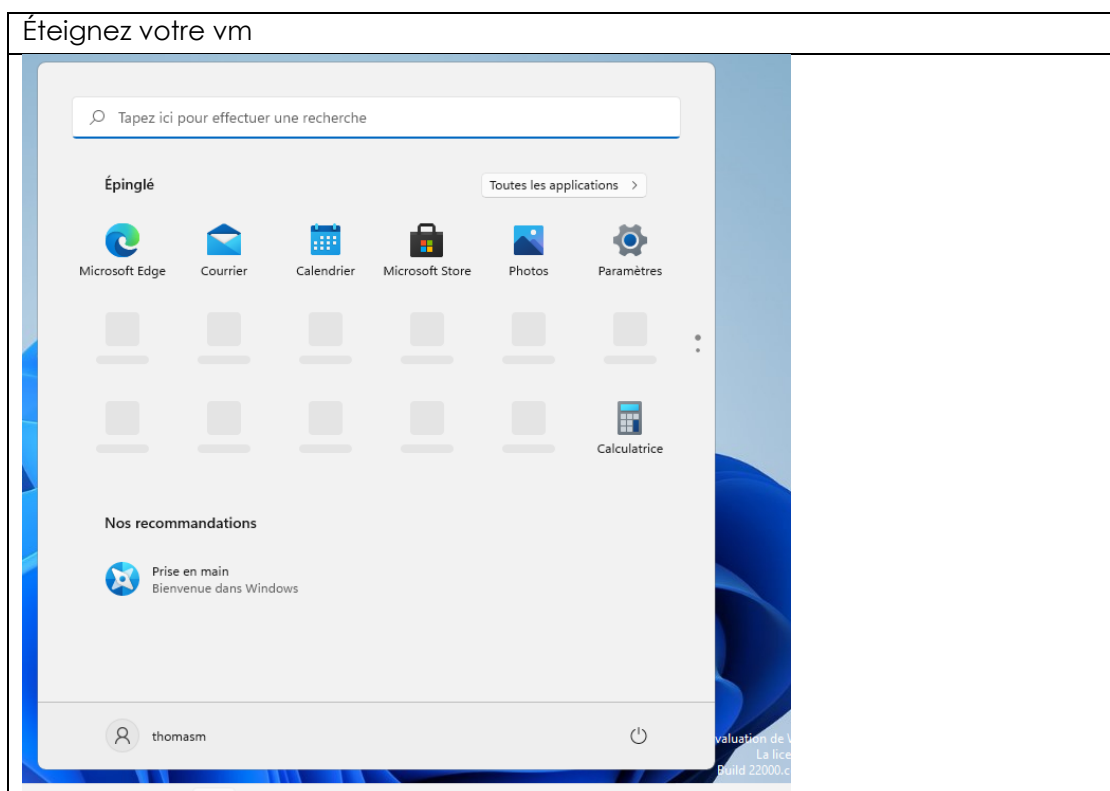 Éteignez votre vm
Tapez ici pour effectuer une recherche
Épinglé
Toutes les applications >
Microsoft Edge Courrier Calendrier Microsoft Store Photos Paramètres
Calculatrice
Nos recommandations
Prise en main
Bienvenue dans Windows
thomasm
valuation de
La lice
Build 22000.c